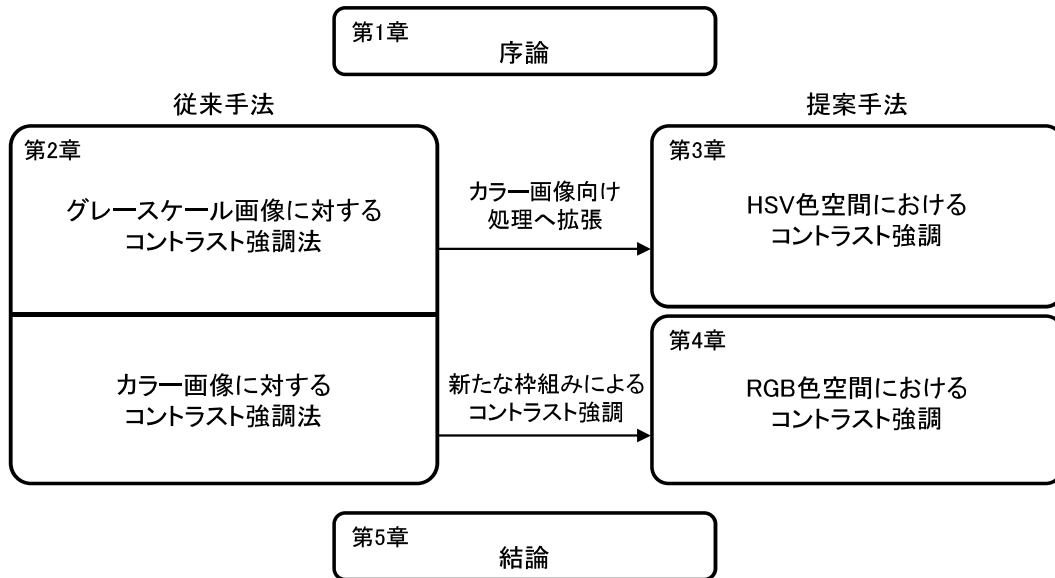 第1章
序論
従来手法
提案手法
第2章
グレースケール画像に対する
コントラスト強調法
カラー画像に対する
コントラスト強調法
カラー画像向け
処理へ拡張
新たな枠組みによる
コントラスト強調
第3章
HSV色空間における
コントラスト強調
第4章
RGB色空間における
コントラスト強調
第5章
結論